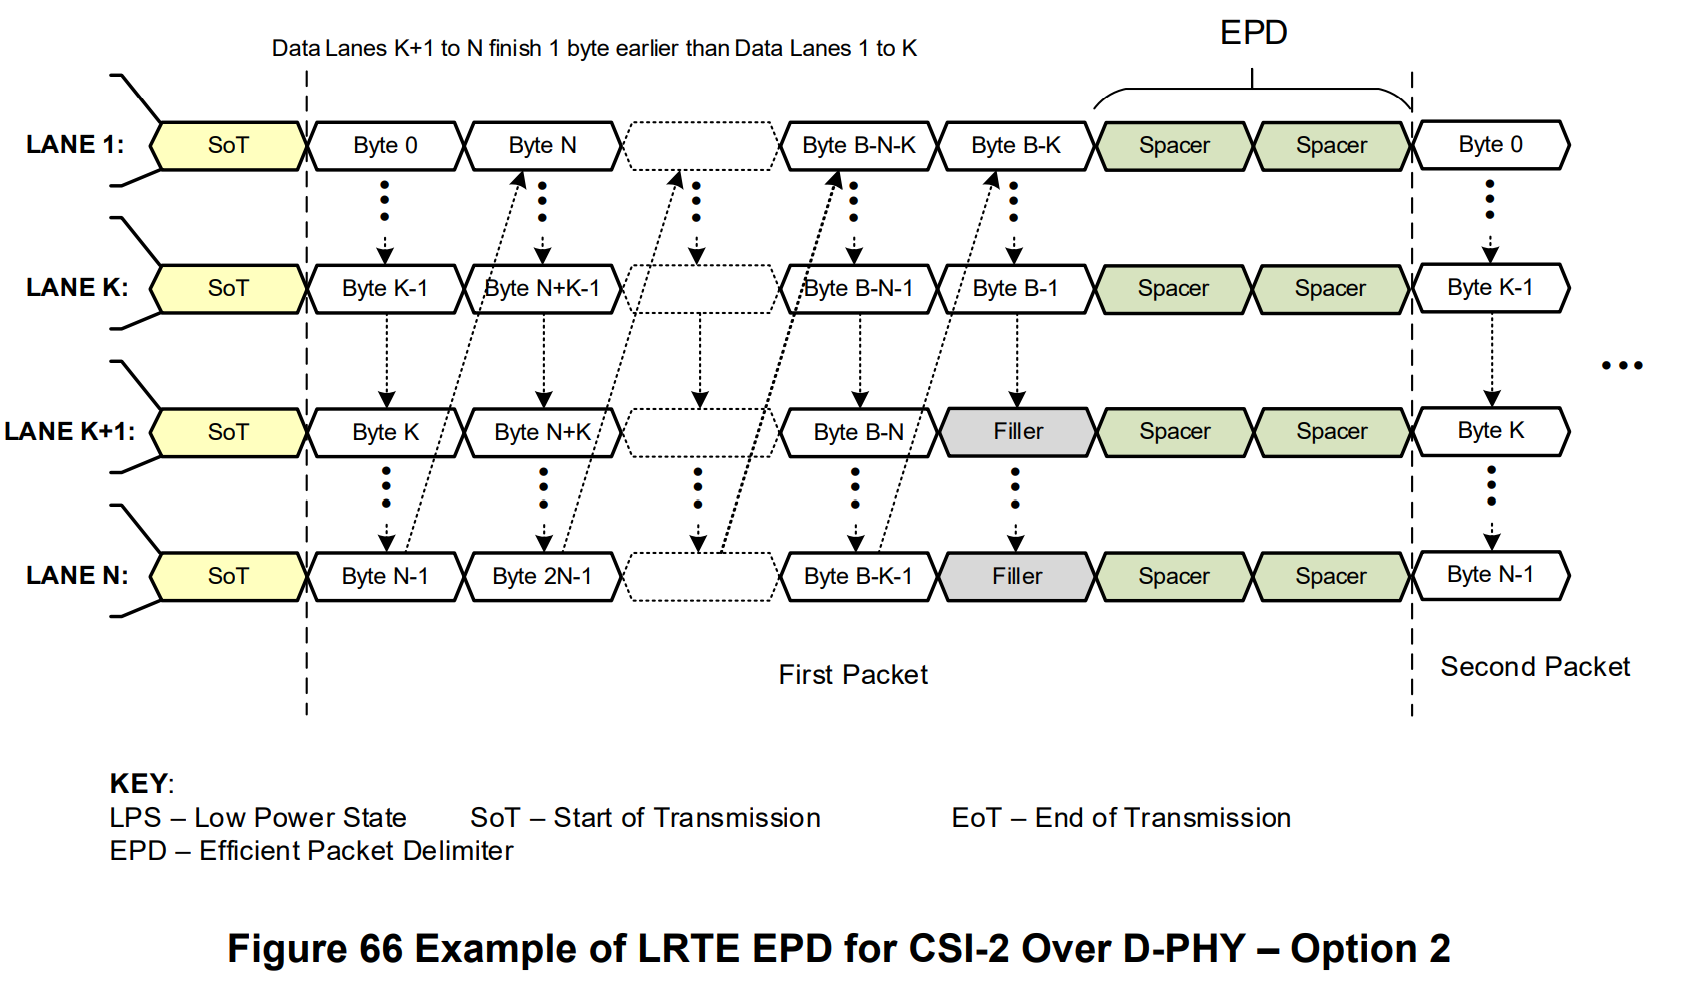 EPD
Data Lanes K+1 to N finish 1 byte earlier than Data Lanes 1 to K
LANE 1: SoT Byte 0 Byte N Byte B-N-K Byte B-K Spacer Spacer Byte 0
LANE K: SoT Byte K-1 Byte N+K-1 Byte B-N-1 Byte B-1 Spacer Spacer Byte K-1
...
LANE K+1: SoT Byte K Byte N+K Byte B-N Filler Spacer Spacer Byte K
LANE N: SoT Byte N-1 Byte 2N-1 Byte B-K-1 Filler Spacer Spacer Byte N-1
First Packet
Second Packet
KEY:
LPS – Low Power State SoT – Start of Transmission EoT – End of Transmission
EPD – Efficient Packet Delimiter
Figure 66 Example of LRTE EPD for CSI-2 Over D-PHY – Option 2